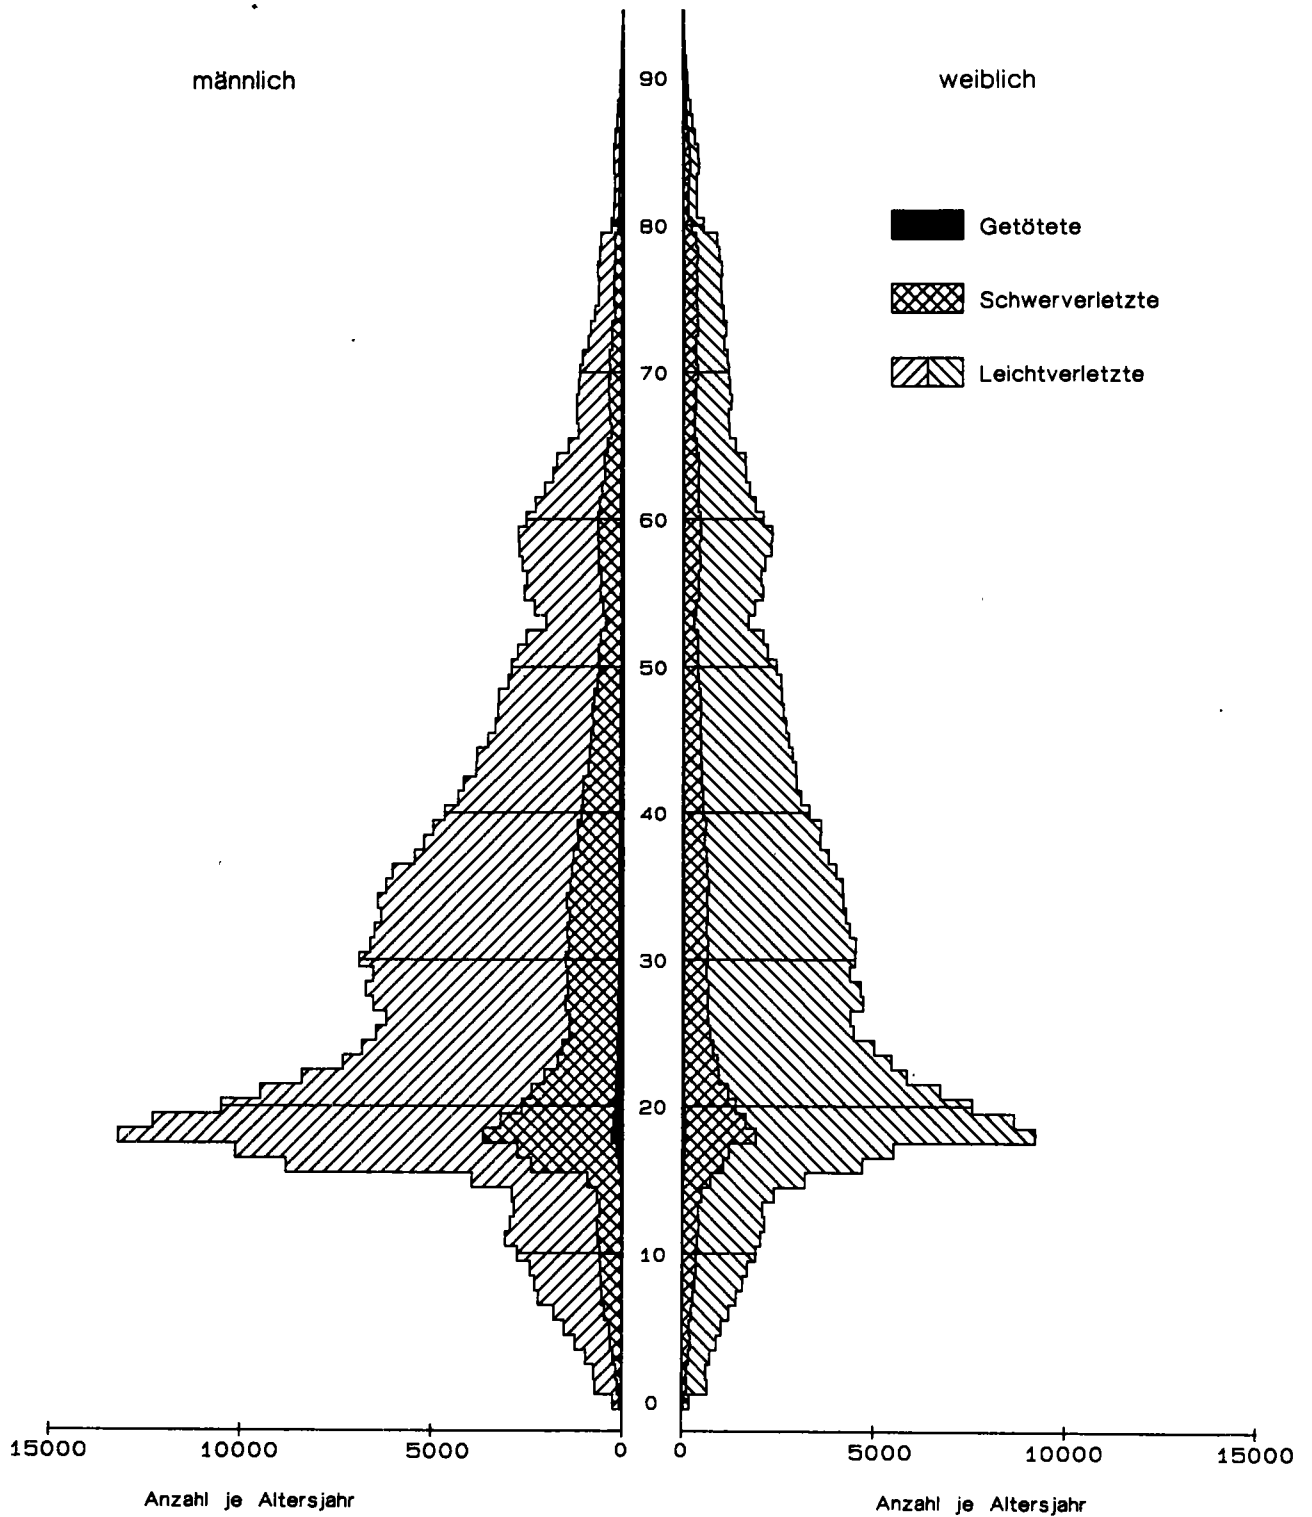 männlich
weiblich
90
80
70
60
50
40
30
20
10
0
Getötete
Schwerverletzte
Leichtverletzte
15000 10000 5000 0
0 5000 10000 15000
Anzahl je Altersjahr
Anzahl je Altersjahr